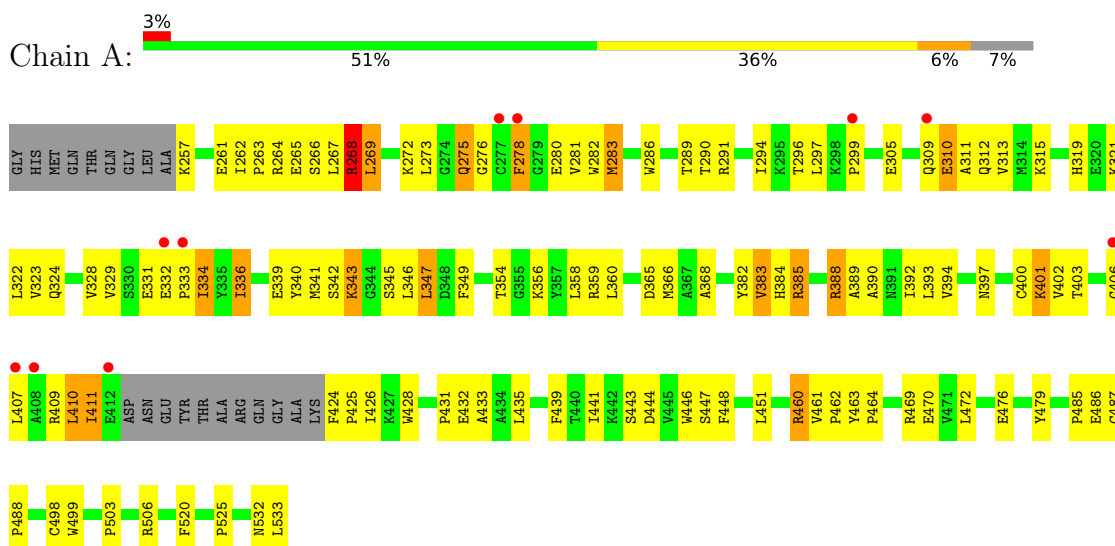 3%
Chain A:
51% 36% 6% 7%
GLY HIS MET GLN THR GLN GLY LEU ALA K257 E261 I262 P263 R264 E265 S266 L267 R268 L269 K272 L273 G274 Q275 G276 C277 F278 G279 E280 V281 W282 M283 W286 T289 T290 R291 I294 K295 T296 L297 K298 P299 E305 Q309 E310 A311 Q312 V313 M314 K315 H319 E320 K321
L322 V323 Q324 V328 V329 S330 E331 E332 P333 I334 Y335 I336 E339 Y340 M341 S342 K343 G344 S345 L346 L347 D348 F349 T354 G355 K356 Y357 L358 R359 L360 D365 M366 A367 A368 Y382 V383 H384 R385 R388 A389 A390 N391 I392 L393 V394 N397 C400 K401 V402 T403
L407 A408 R409 L410 I411 E412 ASP ASN GLU TYR THR ALA ARG GLN GLY ALA LYS F424 P425 I426 K427 W428 P431 E432 A433 A434 L435 F439 T440 I441 K442 S443 D444 V445 W446 S447 F448 L451 R460 V461 P462 Y463 P464 R469 E470 V471 L472 E476 Y479 P485 E486
P488 C498 W499 P503 R506 F520 P525 N532 L533